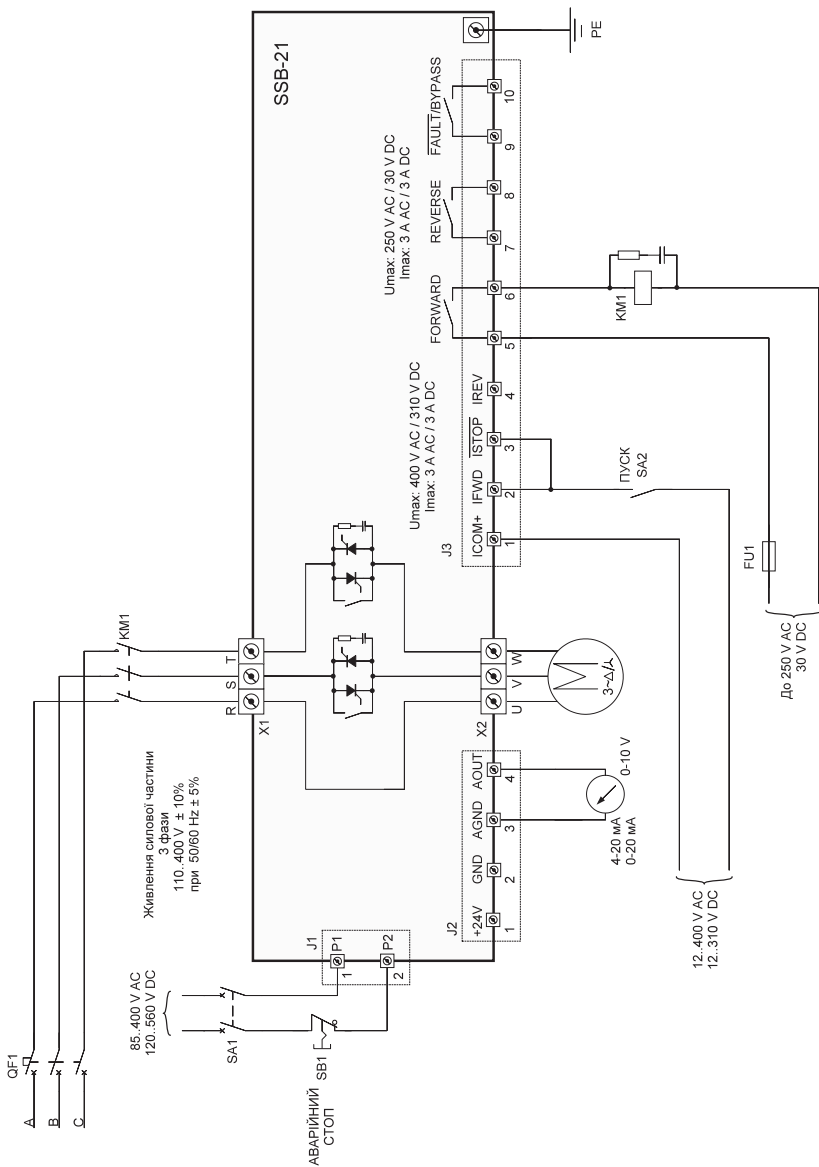 SSB-21
QF1
A
B
C
85..400 V AC
120..560 V DC
SA1
SB1
АВАРІЙНИЙ
СТОП
Живлення силової частини
3 фази
110..400 V ± 10%
при 50/60 Hz ± 5%
KM1
R
S
T
X1
J1
P1
1
P2
2
J2
+24V
1
GND
2
AGND
3
AOUT
4
4-20 мА
0-20 мА
0-10 V
X2
U
V
W
M
3~Δ/⅄
J3
ICOM+
1
IFWD
2
ISTOP
3
IREV
4
Umax: 400 V AC / 310 V DC
Imax: 3 A AC / 3 A DC
FORWARD
5
6
REVERSE
7
8
FAULT/BYPASS
9
10
Umax: 250 V AC / 30 V DC
Imax: 3 A AC / 3 A DC
PE
ПУСК
SA2
12..400 V AC
12..310 V DC
FU1
KM1
До 250 V AC
30 V DC